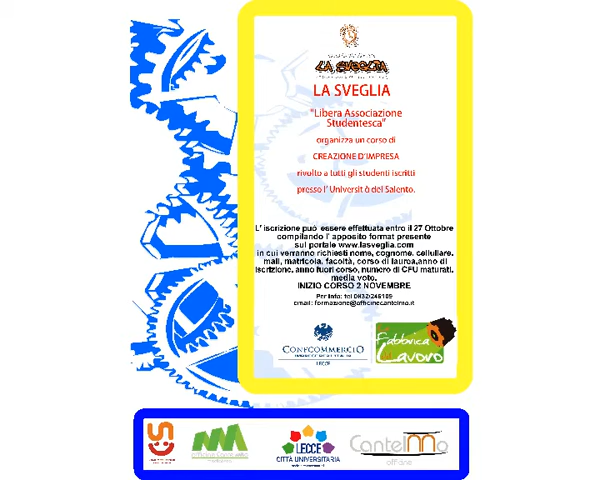 LA SVEGLIA
LA SVEGLIA
"Libera Associazione
Studentesca"
organizza un corso di
CREAZIONE D'IMPRESA
rivolto a tutti gli studenti iscritti
presso l' Universit ò del Salento.
L' iscrizione può essere effettuata entro il 27 Ottobre
compilando l' apposito format presente
sul portale www.lasveglia.com
in cui verranno richiesti nome, cognome, cellulare,
mail, matricola, facoltà, corso di laurea,anno di
iscrizione, anno fuori corso, numero di CFU maturati,
media voto.
INIZIO CORSO 2 NOVEMBRE
Per info: tel 0832/246109
email: formazione@officinecantelmo.it
CONFCOMMERCIO
LECCE
Fabbrica
Lavoro
LECCE
CITTÀ UNIVERSITARIA
Cantelmo
officine